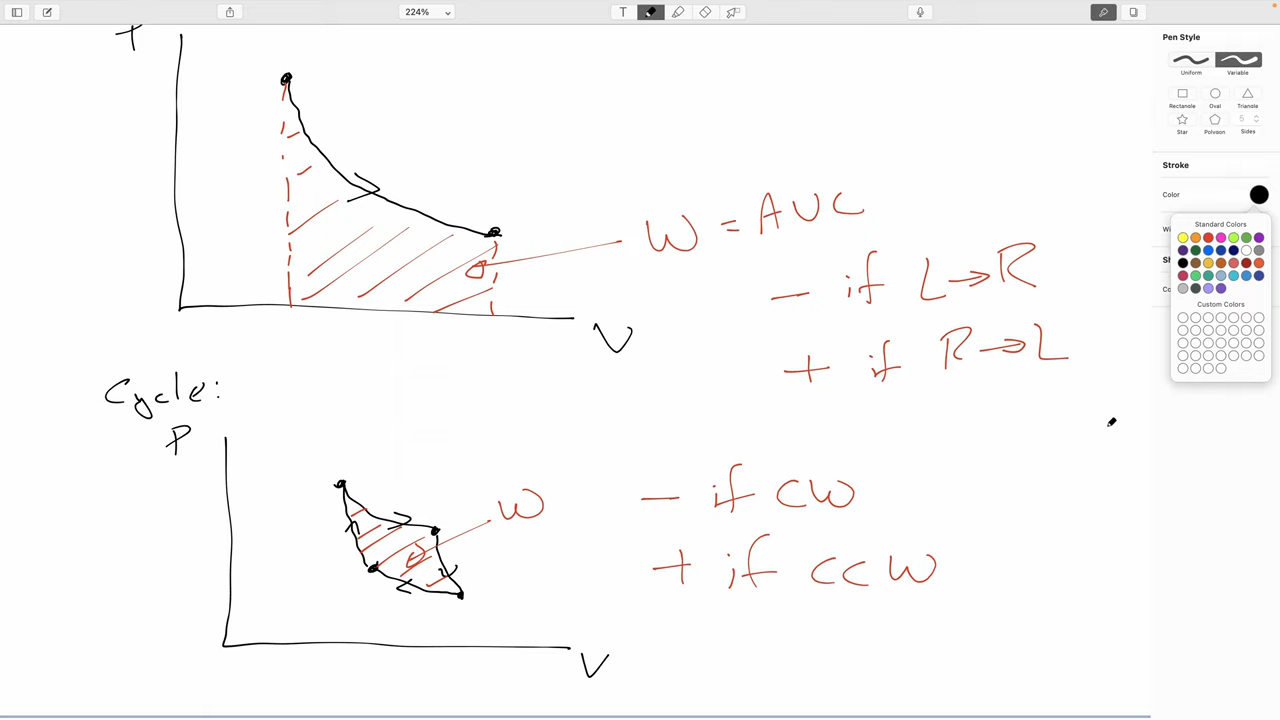 224%
T
Pen Style
Uniform
Variable
Rectangle
Oval
Triangle
Star
Polygon
5
Sides
Stroke
Color
Standard Colors
Custom Colors
W = AUC
- if L→R
+ if R→L
V
Cycle:
P
W
- if CW
+ if CCW
V